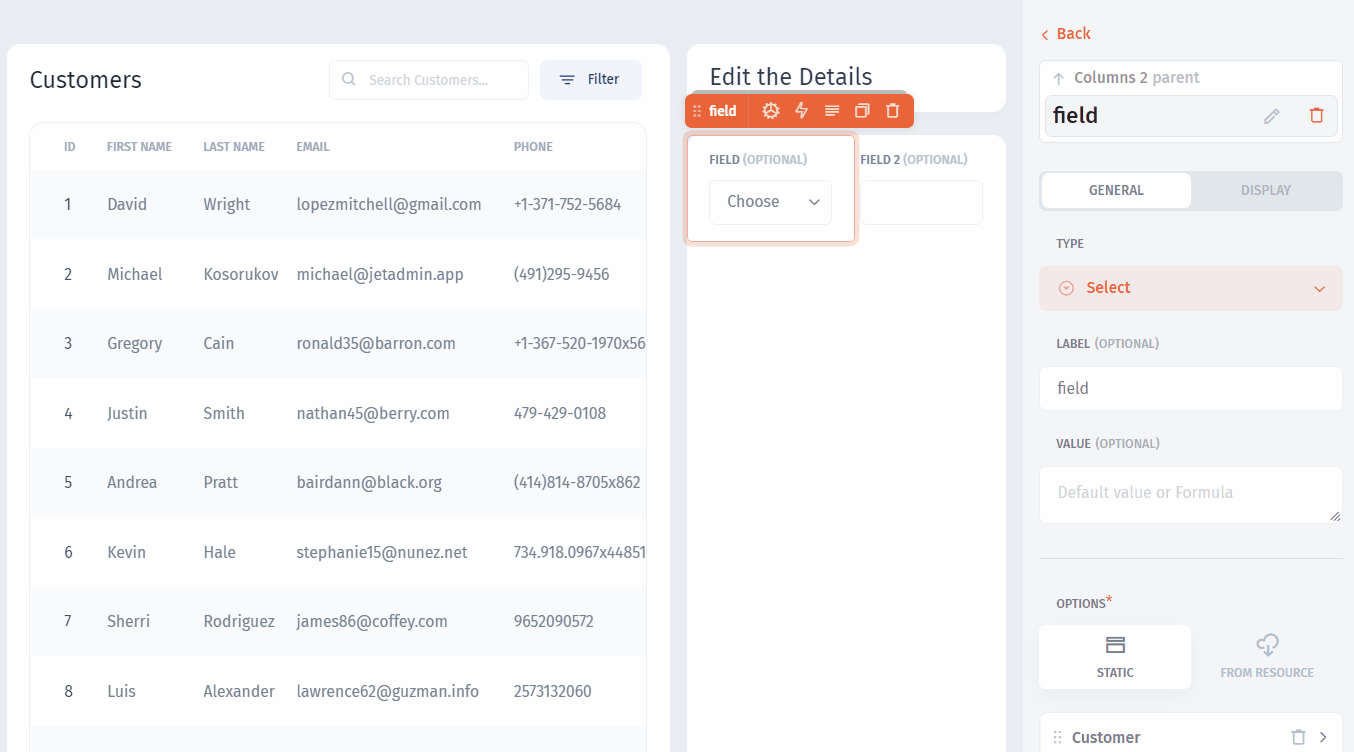 Customers
Search Customers...
Filter
ID FIRST NAME LAST NAME EMAIL PHONE
1 David Wright lopezmitchell@gmail.com +1-371-752-5684
2 Michael Kosorukov michael@jetadmin.app (491)295-9456
3 Gregory Cain ronald35@barron.com +1-367-520-1970x56
4 Justin Smith nathan45@berry.com 479-429-0108
5 Andrea Pratt bairdann@black.org (414)814-8705x862
6 Kevin Hale stephanie15@nunez.net 734.918.0967x44851
7 Sherri Rodriguez james86@coffey.com 9652090572
8 Luis Alexander lawrence62@guzman.info 2573132060
Edit the Details
field
FIELD (OPTIONAL) FIELD 2 (OPTIONAL)
Choose
Back
Columns 2 parent
field
GENERAL DISPLAY
TYPE
Select
LABEL (OPTIONAL)
field
VALUE (OPTIONAL)
Default value or Formula
OPTIONS*
STATIC FROM RESOURCE
Customer